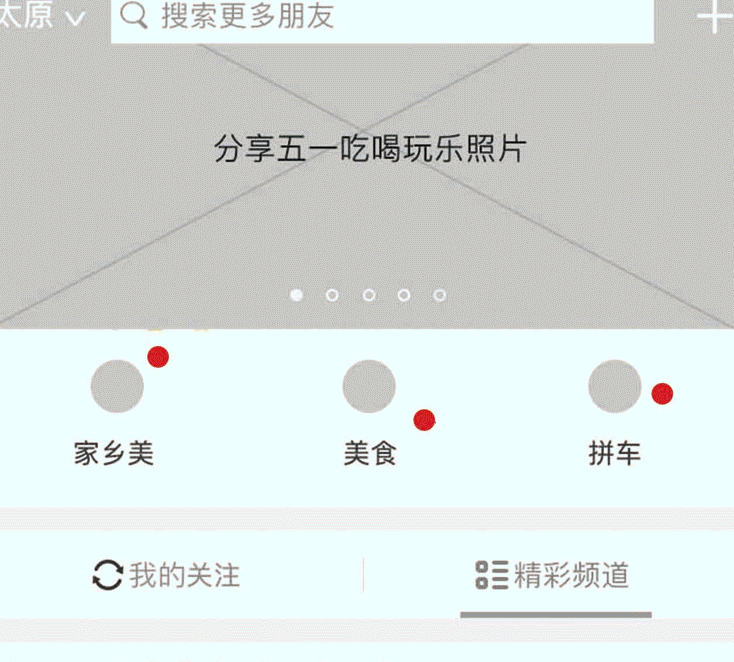 太原
搜索更多朋友
分享五一吃喝玩乐照片
家乡美
美食
拼车
我的关注
精彩频道